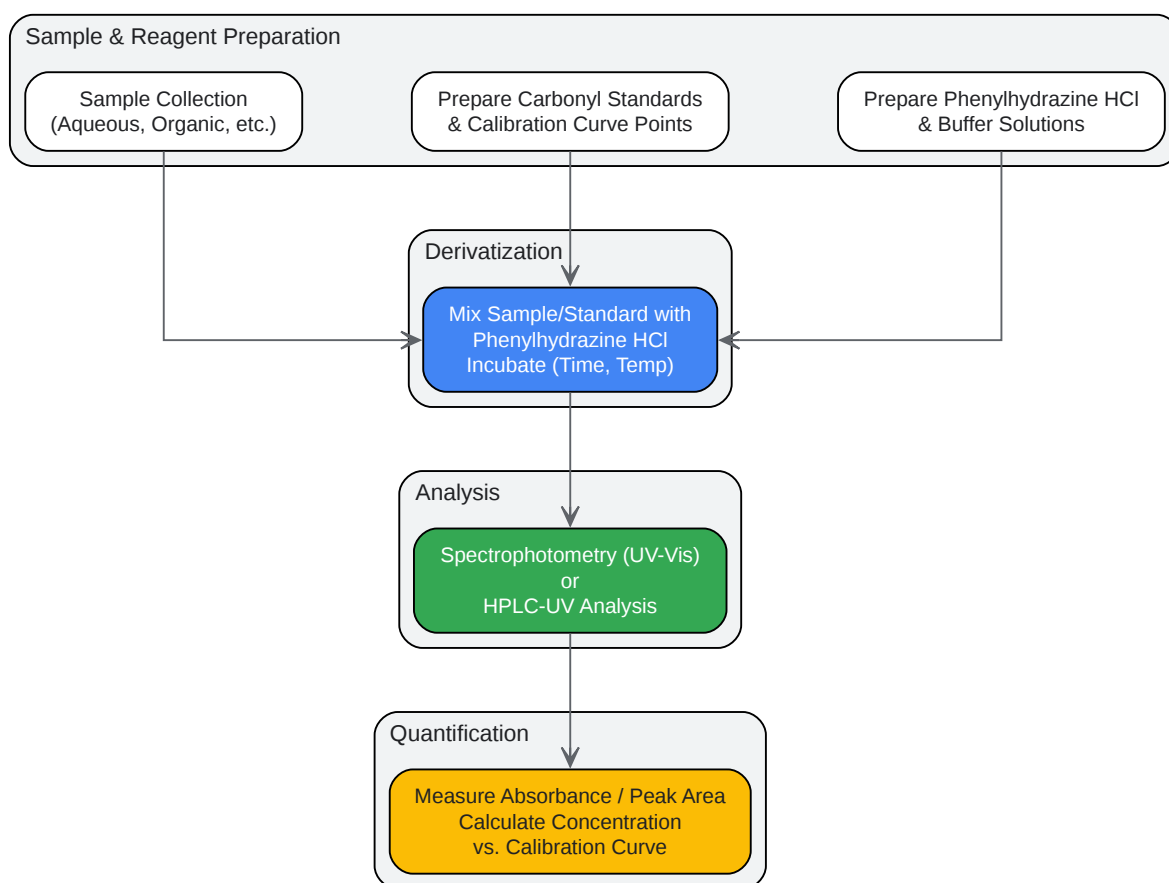 Sample & Reagent Preparation
Sample Collection
(Aqueous, Organic, etc.)
Prepare Carbonyl Standards
& Calibration Curve Points
Prepare Phenylhydrazine HCl
& Buffer Solutions
Derivatization
Mix Sample/Standard with
Phenylhydrazine HCl
Incubate (Time, Temp)
Analysis
Spectrophotometry (UV-Vis)
or
HPLC-UV Analysis
Quantification
Measure Absorbance / Peak Area
Calculate Concentration
vs. Calibration Curve